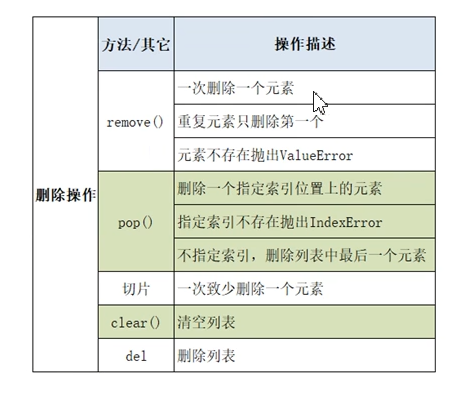 方法/其它 操作描述
删除操作
remove()
一次删除一个元素
重复元素只删除第一个
元素不存在抛出ValueError
pop()
删除一个指定索引位置上的元素
指定索引不存在抛出IndexError
不指定索引，删除列表中最后一个元素
切片 一次致少删除一个元素
clear() 清空列表
del 删除列表